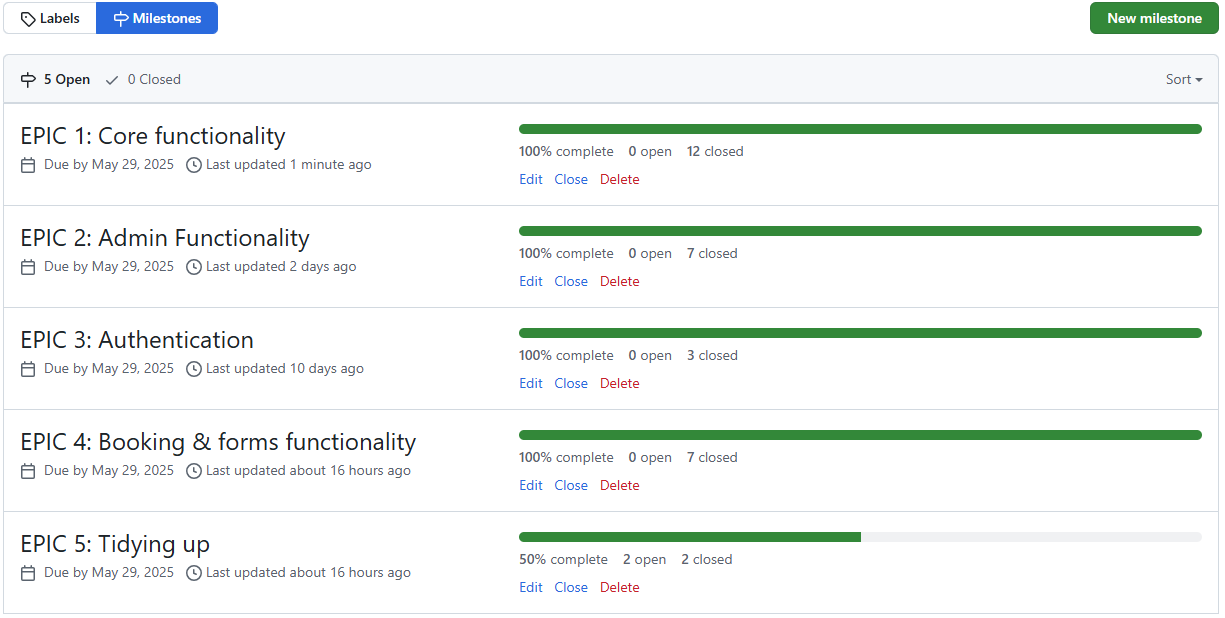 Labels Milestones New milestone
5 Open 0 Closed Sort
EPIC 1: Core functionality
Due by May 29, 2025 Last updated 1 minute ago
100% complete 0 open 12 closed
Edit Close Delete
EPIC 2: Admin Functionality
Due by May 29, 2025 Last updated 2 days ago
100% complete 0 open 7 closed
Edit Close Delete
EPIC 3: Authentication
Due by May 29, 2025 Last updated 10 days ago
100% complete 0 open 3 closed
Edit Close Delete
EPIC 4: Booking & forms functionality
Due by May 29, 2025 Last updated about 16 hours ago
100% complete 0 open 7 closed
Edit Close Delete
EPIC 5: Tidying up
Due by May 29, 2025 Last updated about 16 hours ago
50% complete 2 open 2 closed
Edit Close Delete